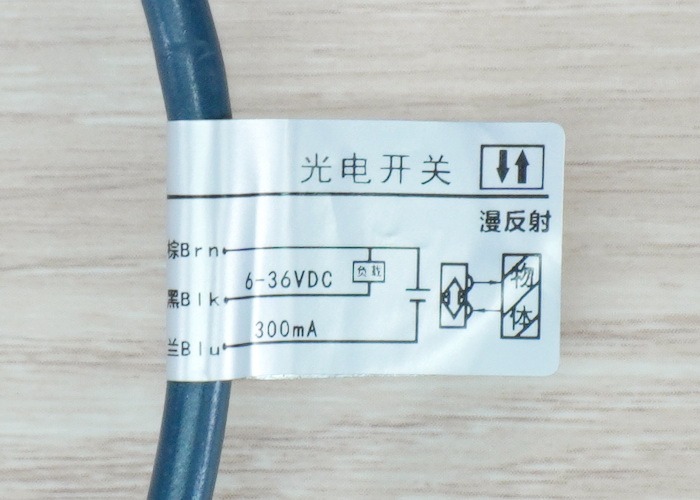 光电开关
漫反射
棕Brn
负载
6-36VDC
黑Blk
300mA
兰Blu
物
体